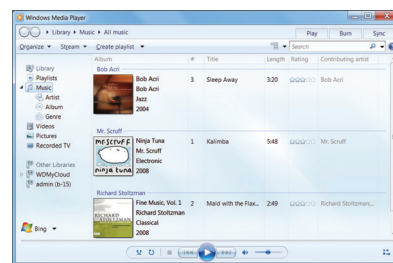 Windows Media Player
Library ▸ Music ▸ All music
Play Burn Sync
Organize Stream Create playlist Search
Album # Title Length Rating Contributing artist
Library
Playlists
Music
Artist
Album
Genre
Videos
Pictures
Recorded TV
Other Libraries
WDMyCloud
admin (b-15)
Bing
Bob Acri
Bob Acri 3 Sleep Away 3:20 Bob Acri
Bob Acri
Jazz
2004
Mr. Scruff
MR.SCRUFF
ninja tuna
Ninja Tuna 1 Kalimba 5:48 Mr. Scruff
Mr. Scruff
Electronic
2008
Richard Stoltzman
RICHARD
STOLTZMAN
Fine Music, Vol. 1 2 Maid with the Flax... 2:49 Richard Stoltzman...
Richard Stoltzman
Classical
2008